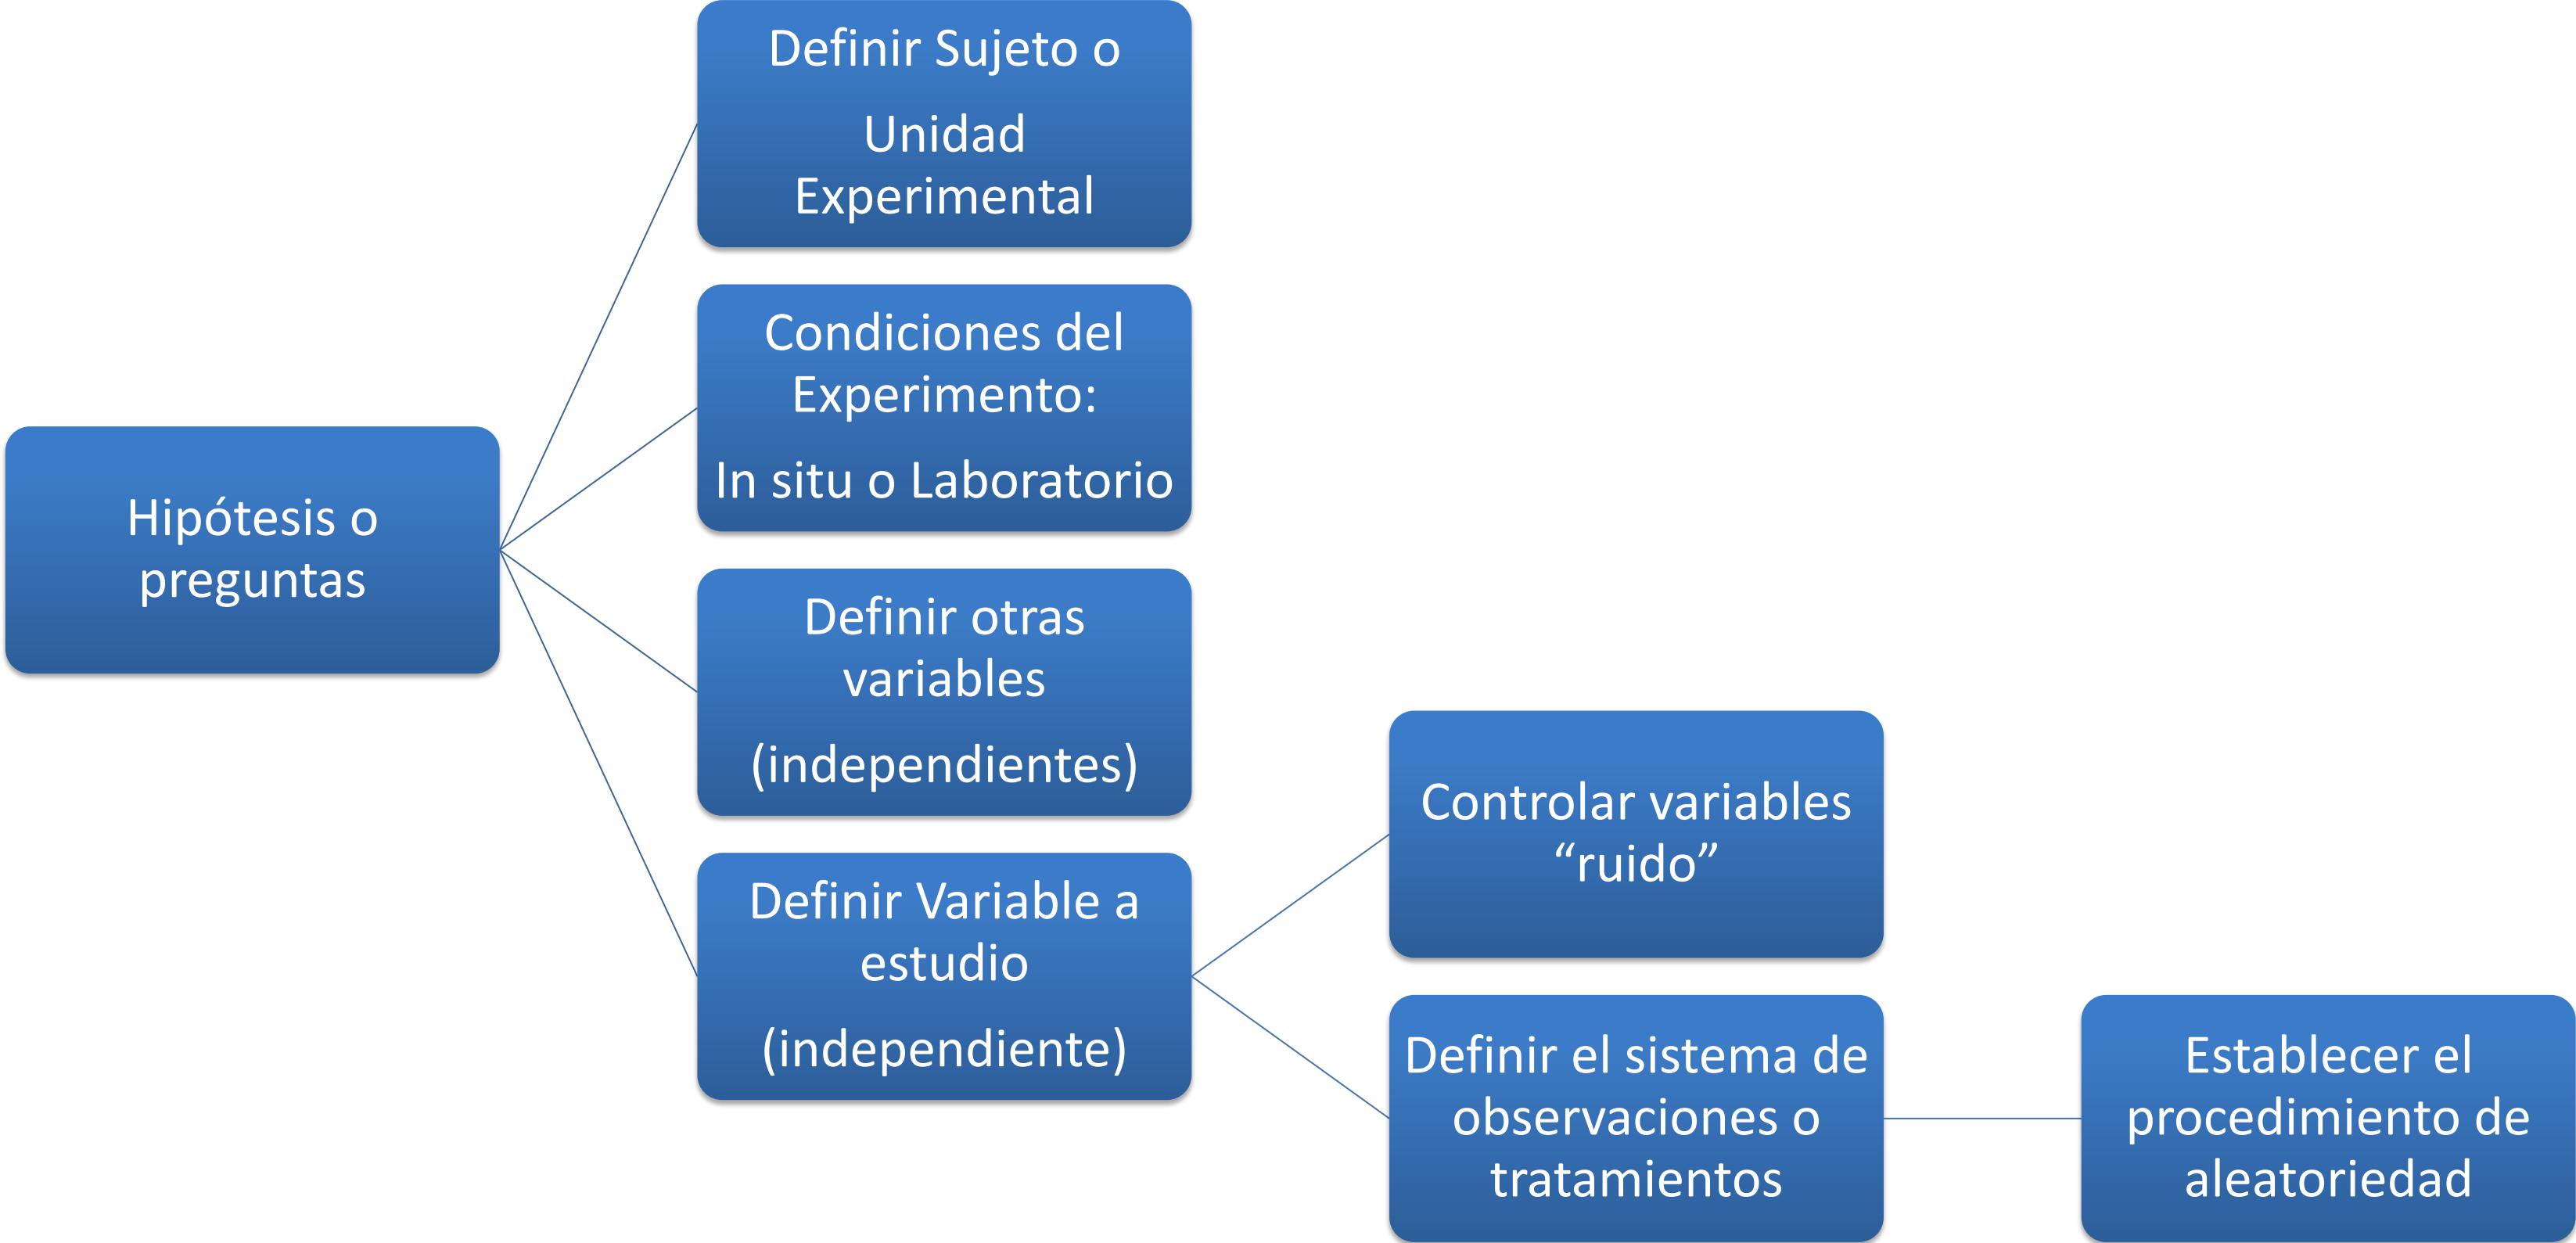 Hipótesis o
preguntas
Definir Sujeto o
Unidad
Experimental
Condiciones del
Experimento:
In situ o Laboratorio
Definir otras
variables
(independientes)
Definir Variable a
estudio
(independiente)
Controlar variables
“ruido”
Definir el sistema de
observaciones o
tratamientos
Establecer el
procedimiento de
aleatoriedad